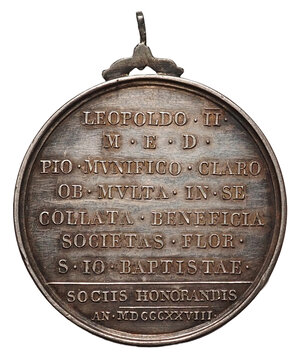 LEOPOLDO · II ·
M · E · D ·
PIO · MVNIFICO · CLARO
OB · MVLTA · IN · SE
COLLATA · BENEFICIA
SOCIETAS · FLOR ·
S · IO · BAPTISTAE ·
SOCIIS HONORANDIS
AN · MDCCCXXVIII ·